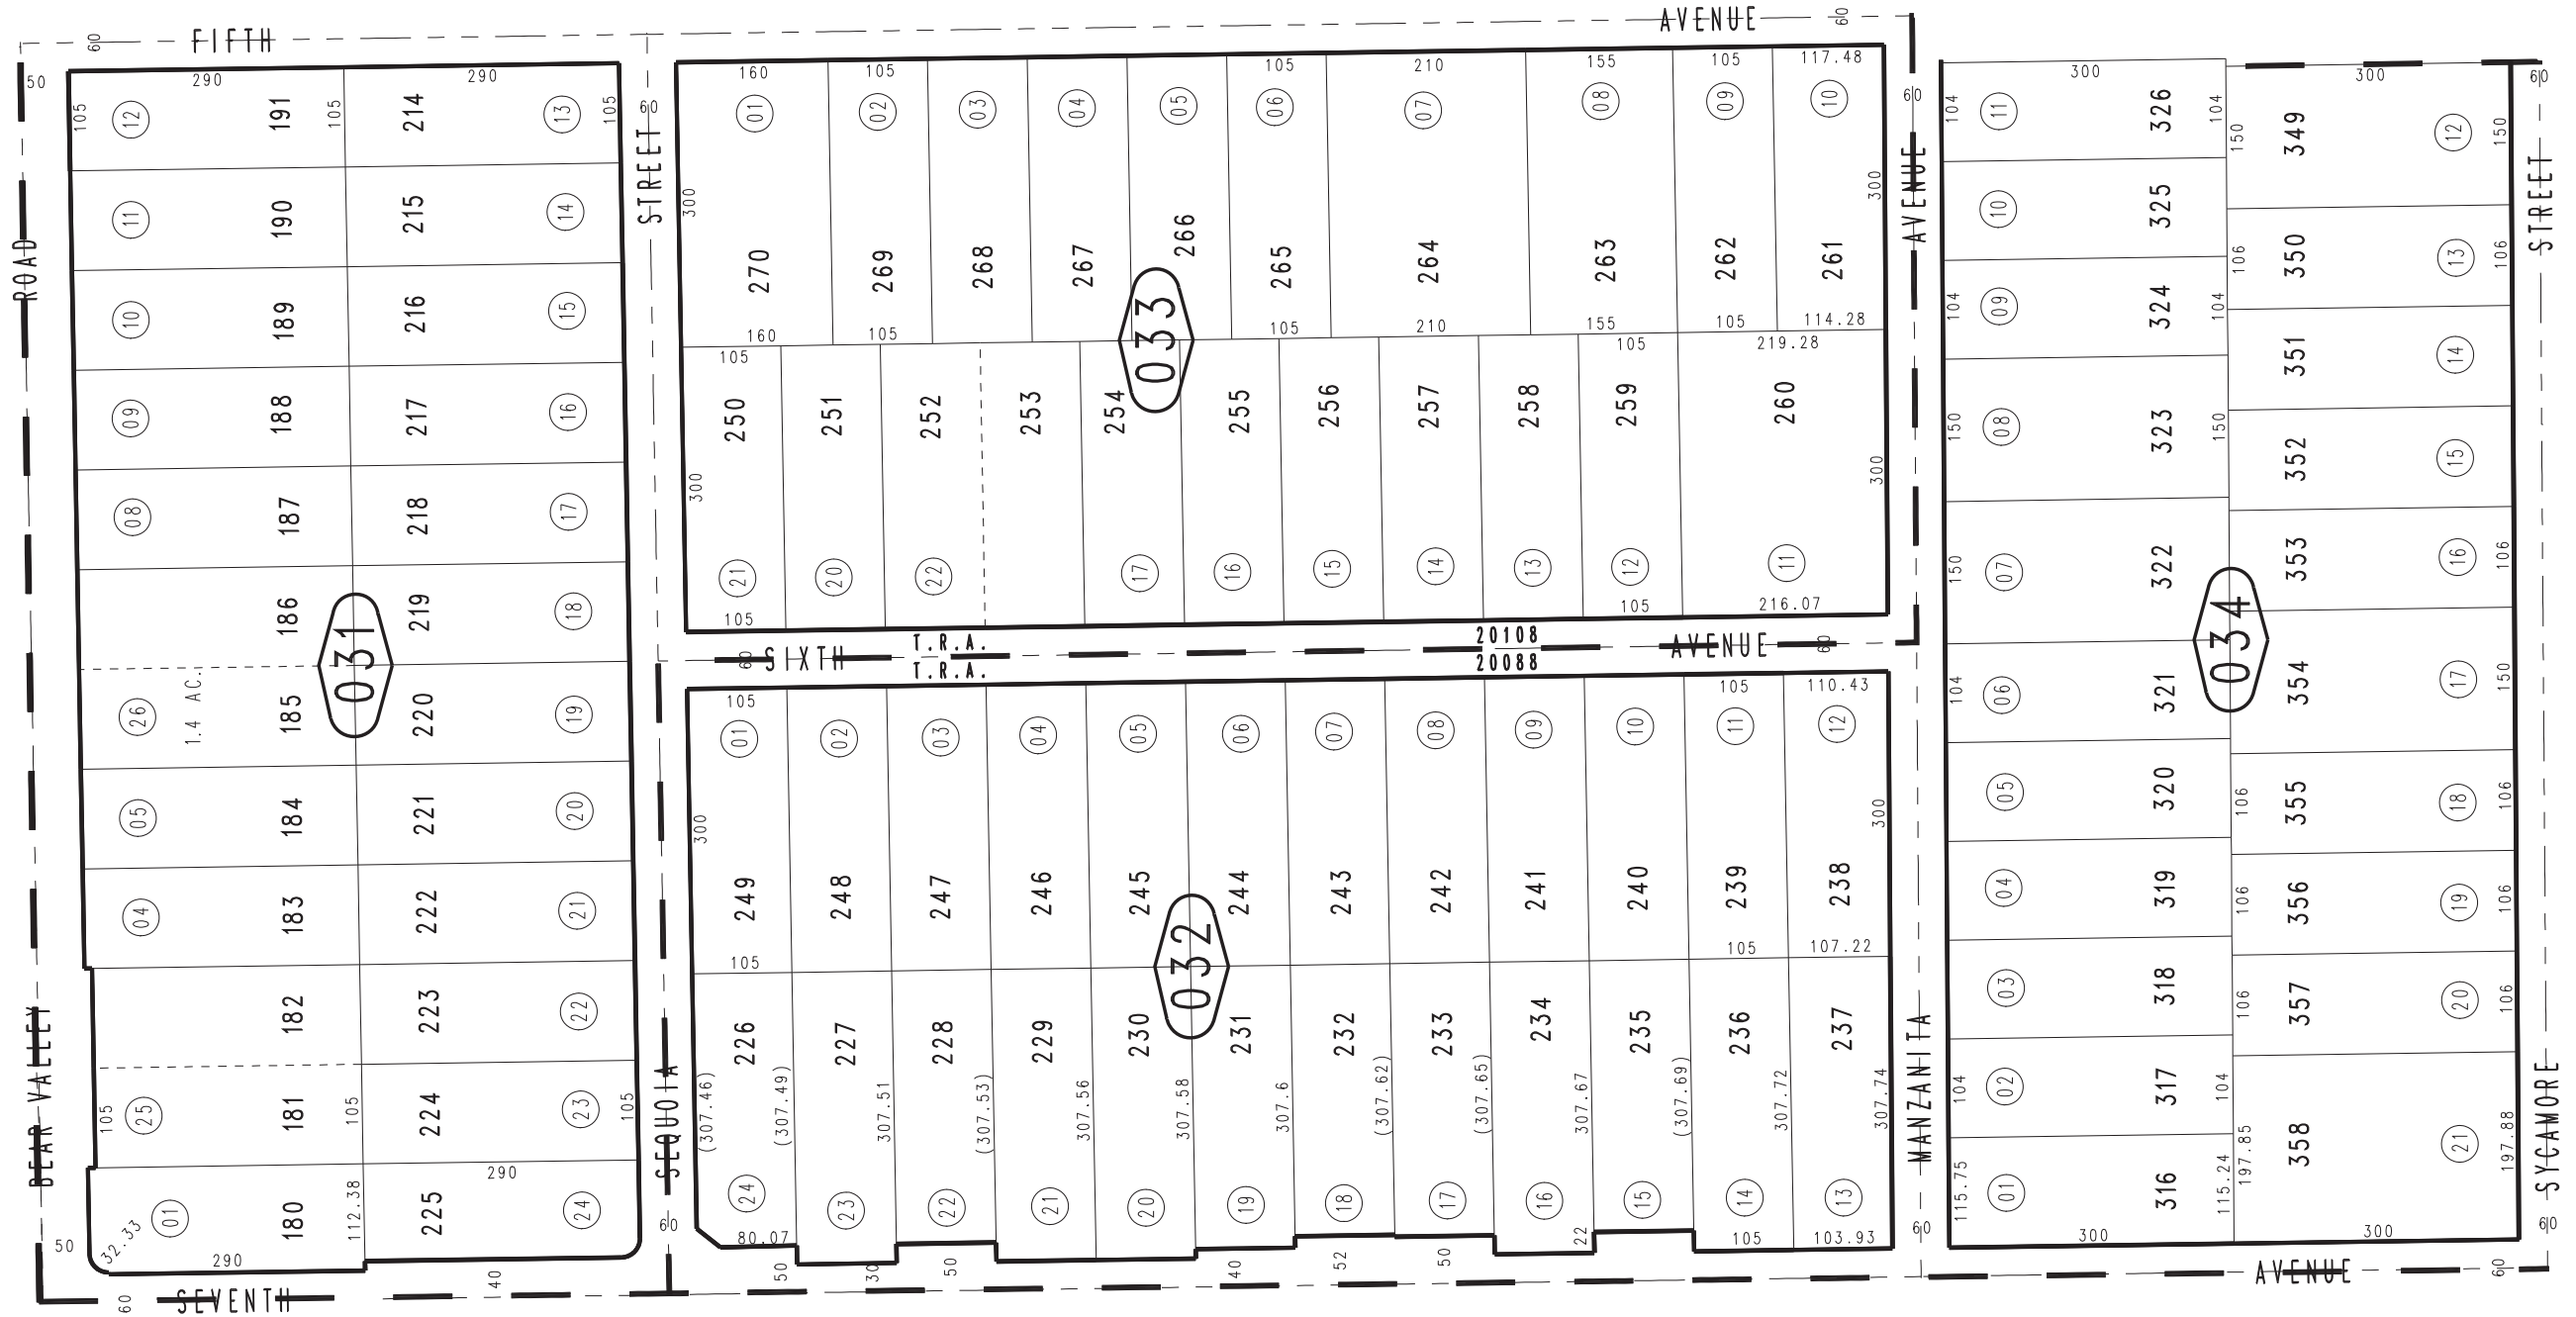 FIFTH AVENUE
60 60
50
290 290
105 105 105
12 191 214 13
11 190 215 14
10 189 216 15
09 188 217 16
08 187 218 17
186 219 18
031
26 1.4 AC. 185 220 19
05 184 221 20
04 183 222 21
182 223 22
25 181 224 23
105 105 105
290
01 180 225 24
32.33 112.38
290
50
60 40
BEAR VALLEY ROAD
SEVENTH AVENUE
60
SEQUOIA STREET
60
60
160 105 105 210 155 105 117.48
01 02 03 04 05 06 07 08 09 10
300 300
270 269 268 267 266 265 264 263 262 261
160 105 105 210 155 105 114.28
033
105 105 219.28
250 251 252 253 254 255 256 257 258 259 260
300 300
21 20 22 17 16 15 14 13 12 11
105 105 216.07
T.R.A. 20108
60 SIXTH AVENUE 60
T.R.A. 20088
105 105 110.43
01 02 03 04 05 06 07 08 09 10 11 12
300 300
249 248 247 246 245 244 243 242 241 240 239 238
105 105 107.22
032
226 227 228 229 230 231 232 233 234 235 236 237
(307.46) (307.49) 307.51 (307.53) 307.56 307.58 307.6 (307.62) (307.65) 307.67 (307.69) 307.72 307.74
24 23 22 21 20 19 18 17 16 15 14 13
80.07 22 105 103.93
50 30 50 40 52 50
MANZANITA AVENUE
60
60
300 300
104 11 326 104 150 349 12 150
10 325 106 350 13 106
104 09 324 104 351 14
150 08 323 150 352 15
150 07 322 353 16 106
034
104 06 321 354 17 150
05 320 106 355 18 106
04 319 106 356 19 106
03 318 106 357 20 106
104 02 317 104
115.75 01 316 115.24 197.85 358 21 197.88
300 300
SYCAMORE STREET
60
60